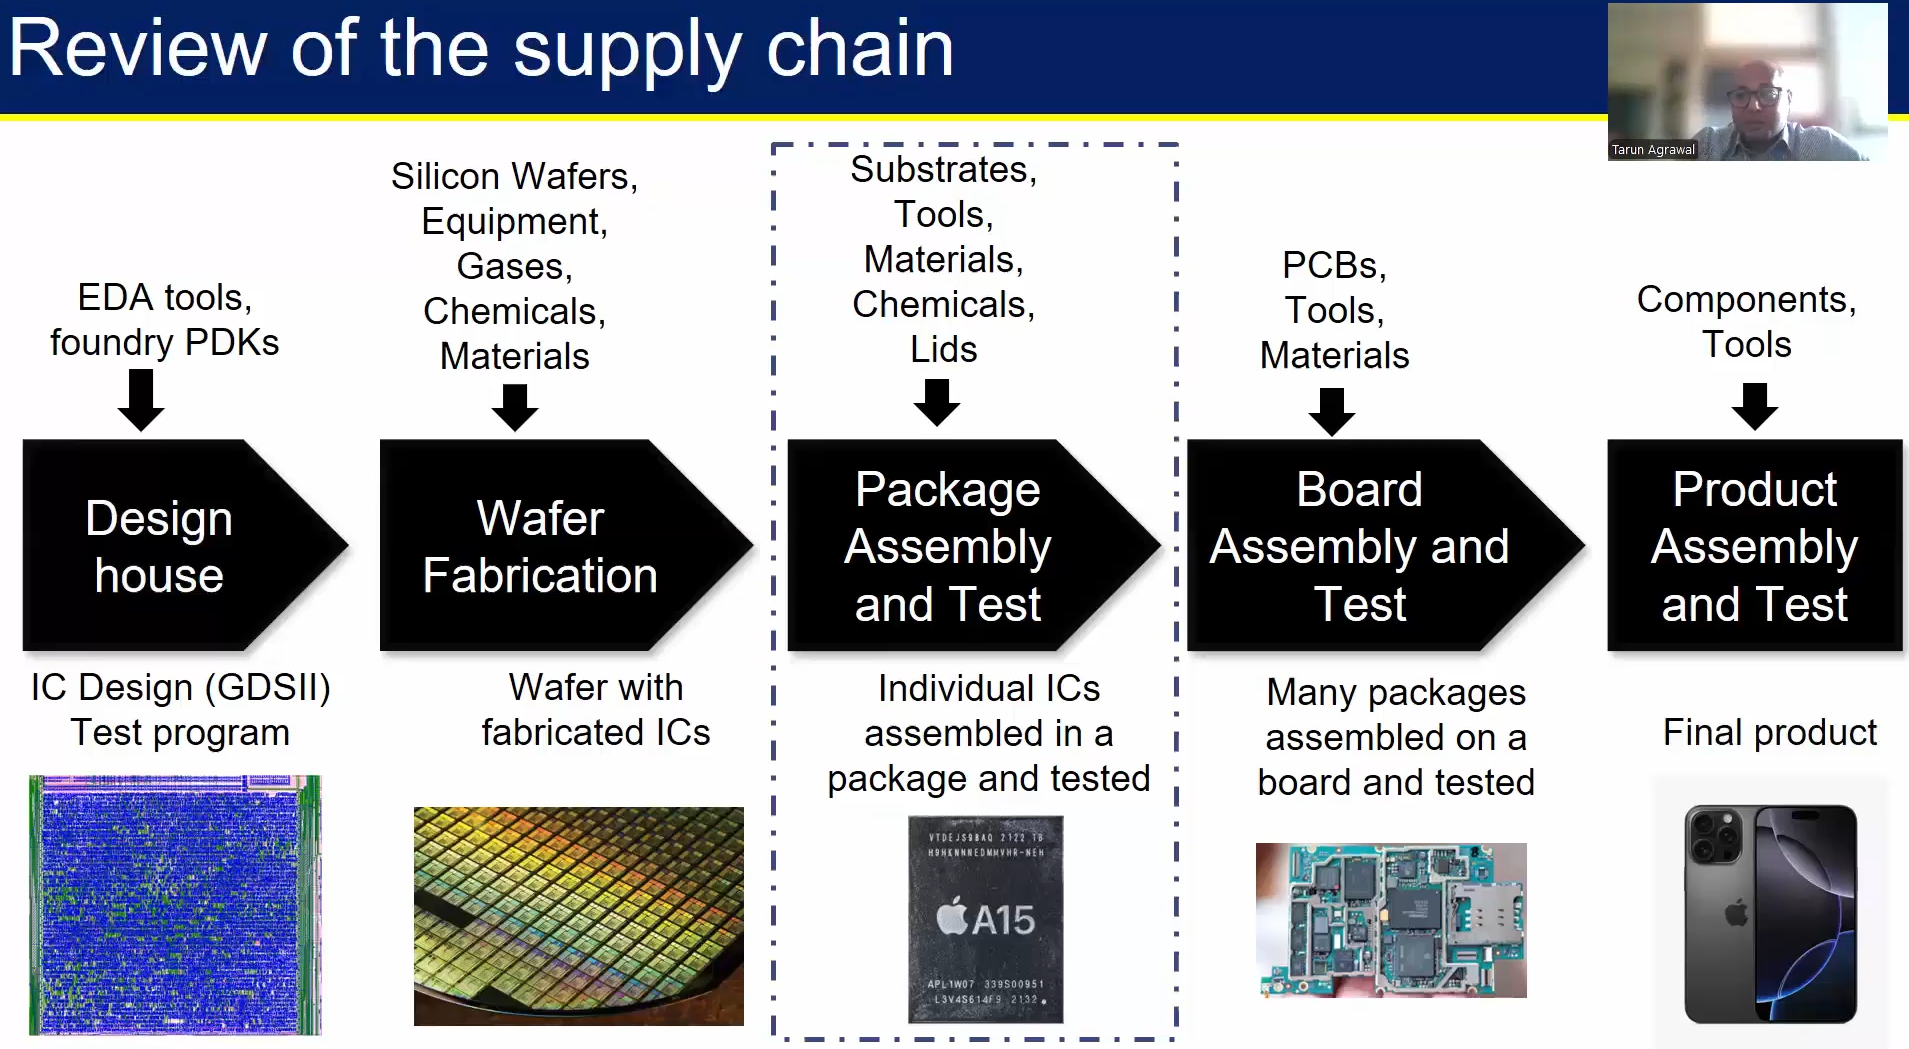 Review of the supply chain
Tarun Agrawal
EDA tools,
foundry PDKs
Silicon Wafers,
Equipment,
Gases,
Chemicals,
Materials
Substrates,
Tools,
Materials,
Chemicals,
Lids
PCBs,
Tools,
Materials
Components,
Tools
Design
house
Wafer
Fabrication
Package
Assembly
and Test
Board
Assembly and
Test
Product
Assembly
and Test
IC Design (GDSII)
Test program
Wafer with
fabricated ICs
Individual ICs
assembled in a
package and tested
VTDEJS98AQ 2122 16
H9HKNNNEDMMVHR-NEH
A15
APL1W07 339S00951
L3V4S614F9 2132
Many packages
assembled on a
board and tested
Final product